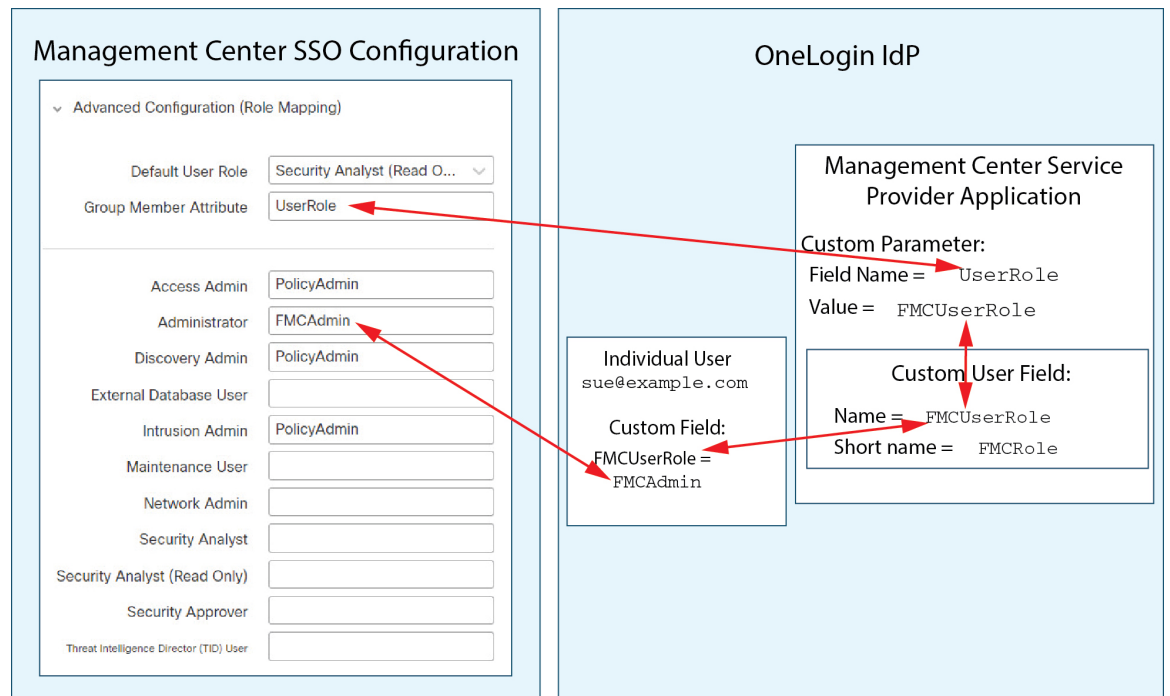 Management Center SSO Configuration
Advanced Configuration (Role Mapping)
Default User Role Security Analyst (Read O...
Group Member Attribute UserRole
Access Admin PolicyAdmin
Administrator FMCAdmin
Discovery Admin PolicyAdmin
External Database User
Intrusion Admin PolicyAdmin
Maintenance User
Network Admin
Security Analyst
Security Analyst (Read Only)
Security Approver
Threat Intelligence Director (TID) User
OneLogin IdP
Individual User
sue@example.com
Custom Field:
FMCUserRole =
FMCAdmin
Management Center Service
Provider Application
Custom Parameter:
Field Name = UserRole
Value = FMCUserRole
Custom User Field:
Name = FMCUserRole
Short name = FMCRole